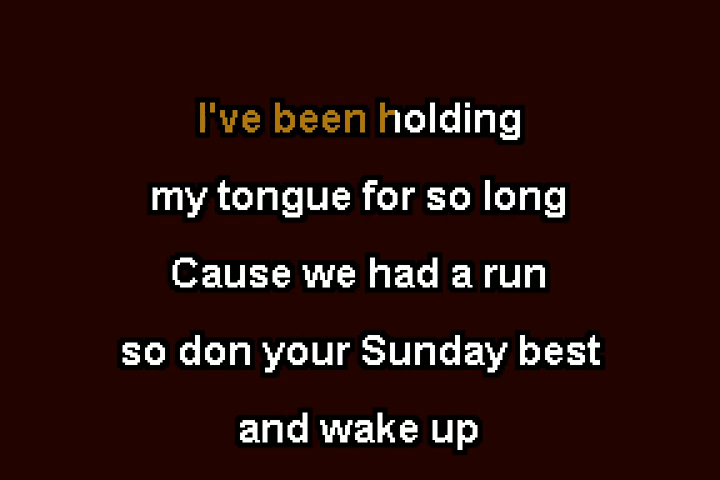 I've been holding
my tongue for so long
Cause we had a run
so don your Sunday best
and wake up